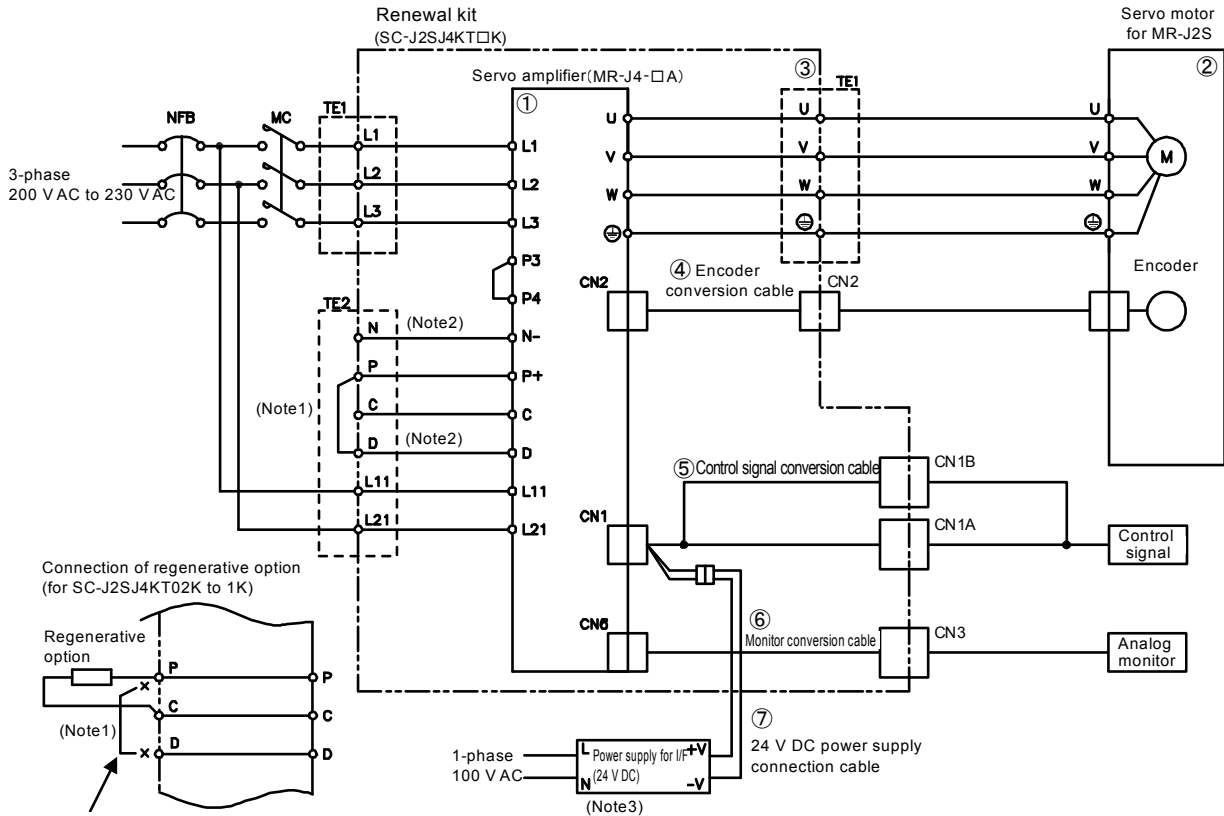 Renewal kit
(SC-J2SJ4KT□K)
Servo motor
for MR-J2S
②
③
Servo amplifier(MR-J4-□A)
①
TE1
TE1
NFB
MC
3-phase
200 V AC to 230 V AC
L1
L1
U
U
U
L2
L2
V
V
V
M
L3
L3
W
W
W
P3
P4
CN2
④ Encoder
conversion cable
CN2
Encoder
TE2
N
(Note2)
N-
P
P+
(Note1)
C
C
D
(Note2)
D
L11
L11
L21
L21
⑤ Control signal conversion cable
CN1B
CN1
CN1A
Control
signal
CN6
⑥
Monitor conversion cable
CN3
Analog
monitor
Connection of regenerative option
(for SC-J2SJ4KT02K to 1K)
Regenerative
option
P
P
C
C
(Note1)
D
D
1-phase
100 V AC
L
N
Power supply for I/F
(24 V DC)
+V
-V
(Note3)
⑦
24 V DC power supply
connection cable